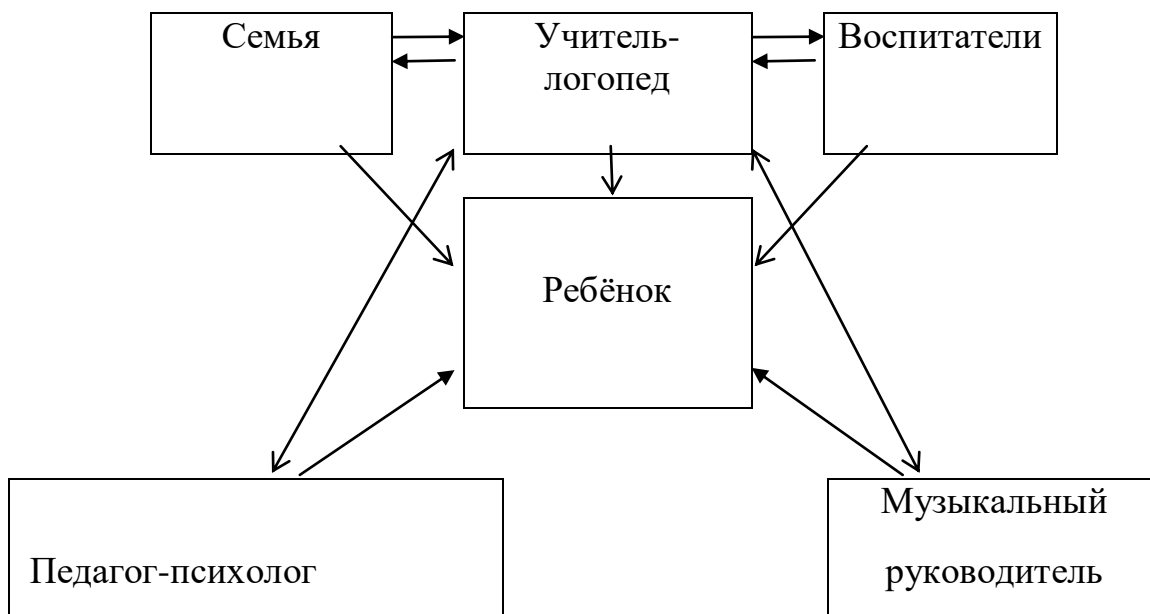 Семья
Учитель-
логопед
Воспитатели
Ребёнок
Педагог-психолог
Музыкальный
руководитель